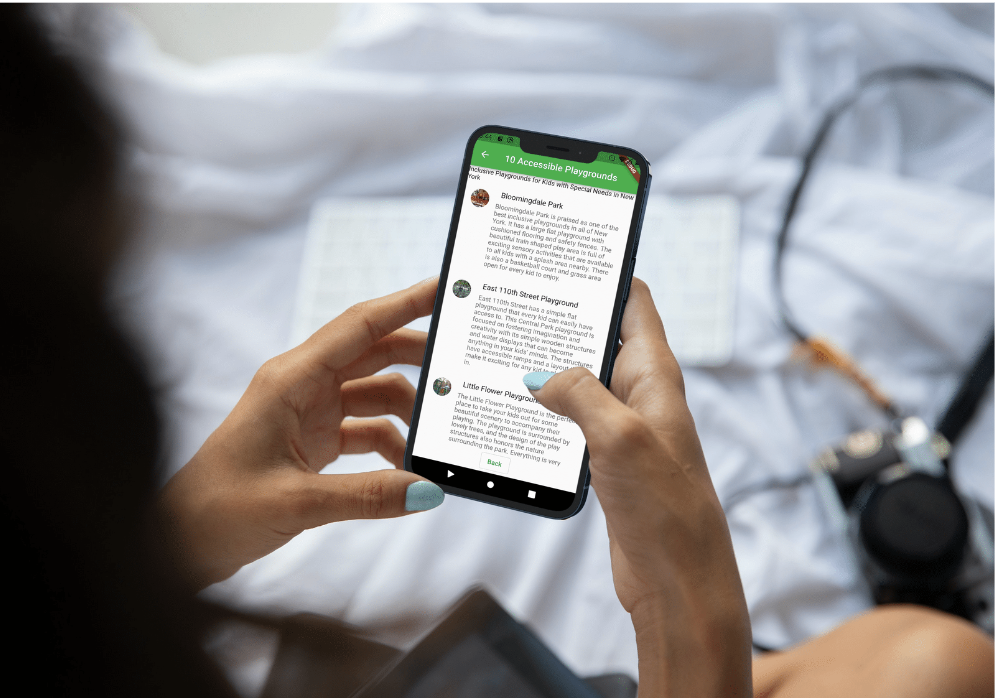 10 Accessible Playgrounds
Inclusive Playgrounds for Kids with Special Needs in New
York
Bloomingdale Park
Bloomingdale Park is praised as one of the
best inclusive playgrounds in all of New
York. It has a large flat playground with
cushioned flooring and safety fences. The
beautiful train shaped play area is full of
exciting sensory activities that are available
to all kids with a splash area nearby. There
is also a basketball court and grass area
open for every kid to enjoy.
East 110th Street Playground
East 110th Street has a simple flat
playground that every kid can easily have
access to. This Central Park playground is
focused on fostering imagination and
creativity with its simple wooden structures
and water displays that can become
anything in your kids' minds. The structures
have accessible ramps and a layout
make it exciting for any kid to
in.
Little Flower Playground
The Little Flower Playground is the perfect
place to take your kids out for some
beautiful scenery to accompany their
playing. The playground is surrounded by
lovely trees, and the design of the play
structures also honors the nature
surrounding the park. Everything is very
Back